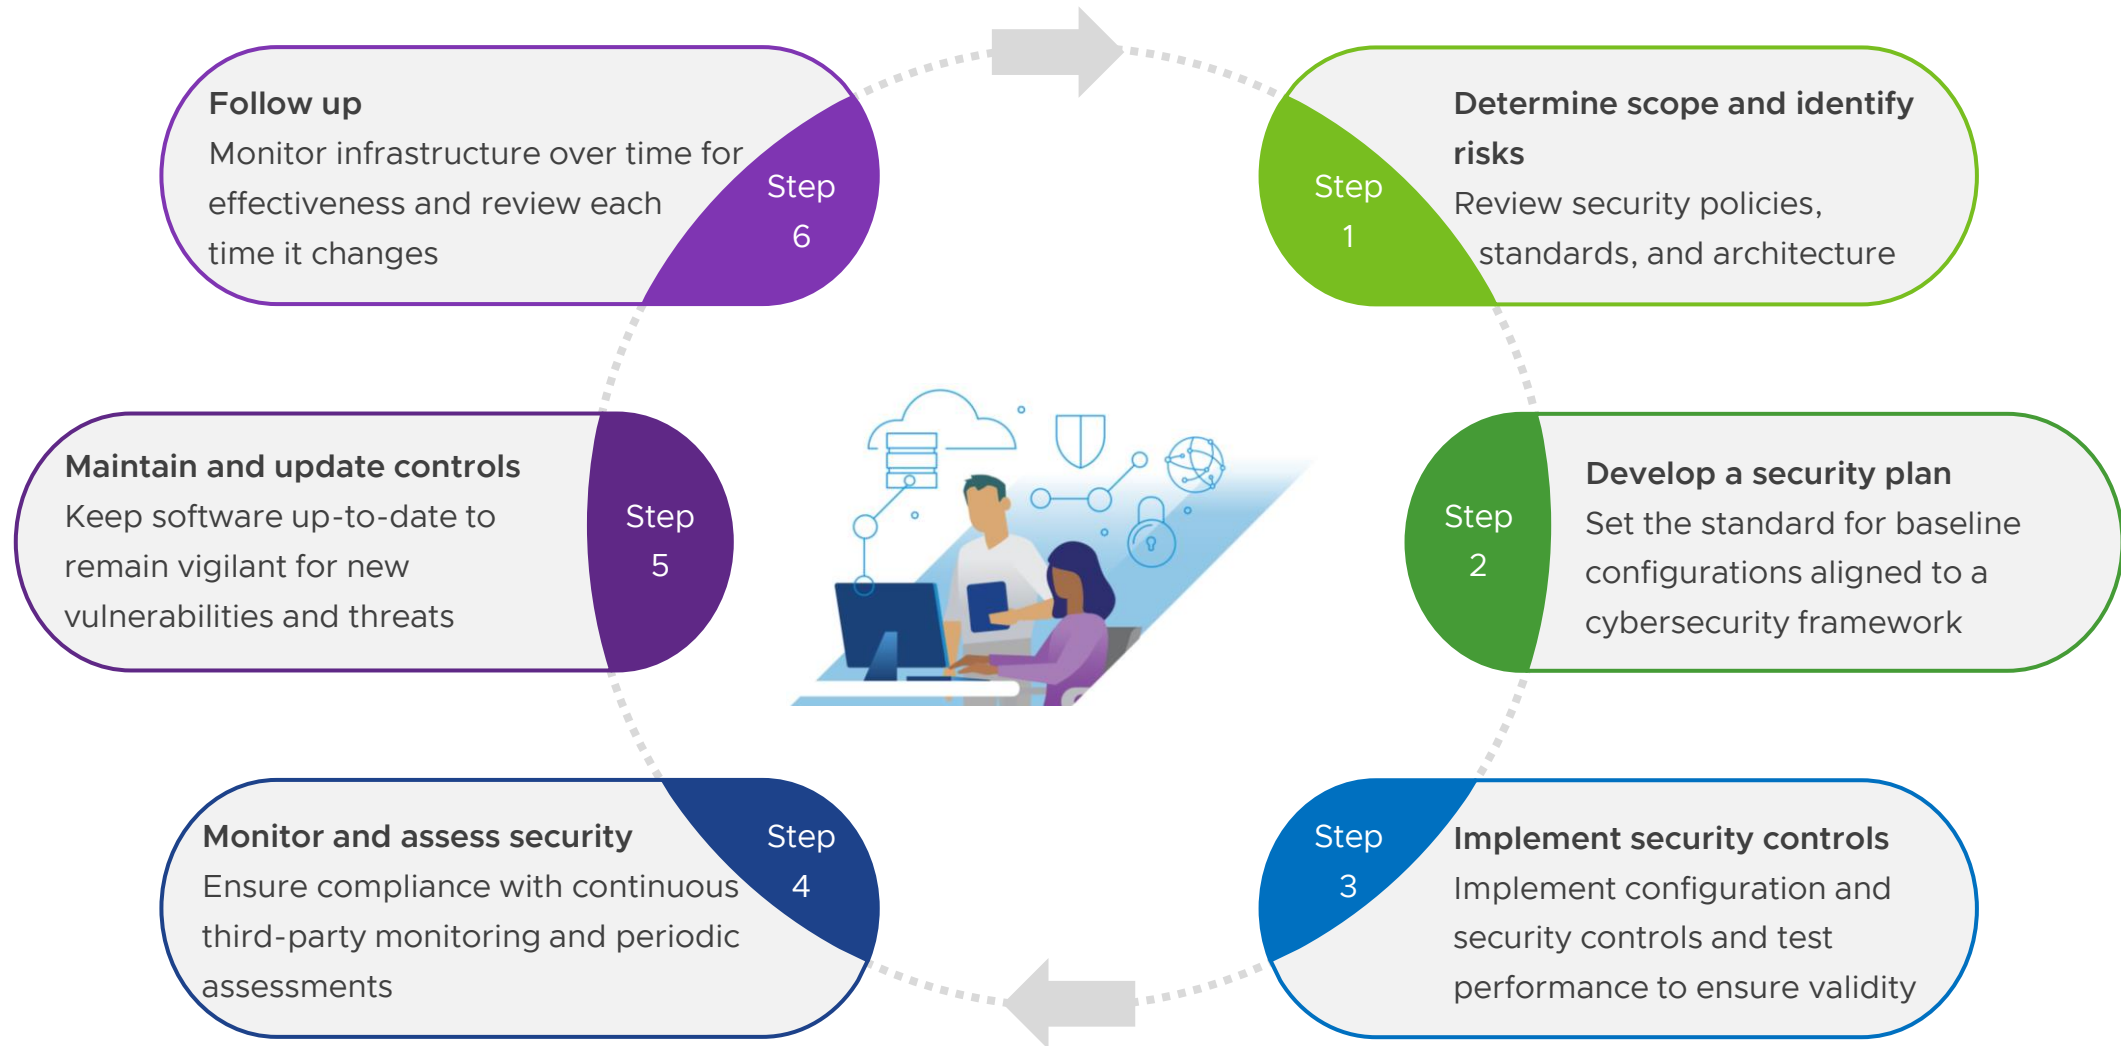 Step
1
Determine scope and identify
risks
Review security policies,
standards, and architecture
Step
2
Develop a security plan
Set the standard for baseline
configurations aligned to a
cybersecurity framework
Step
3
Implement security controls
Implement configuration and
security controls and test
performance to ensure validity
Step
4
Monitor and assess security
Ensure compliance with continuous
third-party monitoring and periodic
assessments
Step
5
Maintain and update controls
Keep software up-to-date to
remain vigilant for new
vulnerabilities and threats
Step
6
Follow up
Monitor infrastructure over time for
effectiveness and review each
time it changes